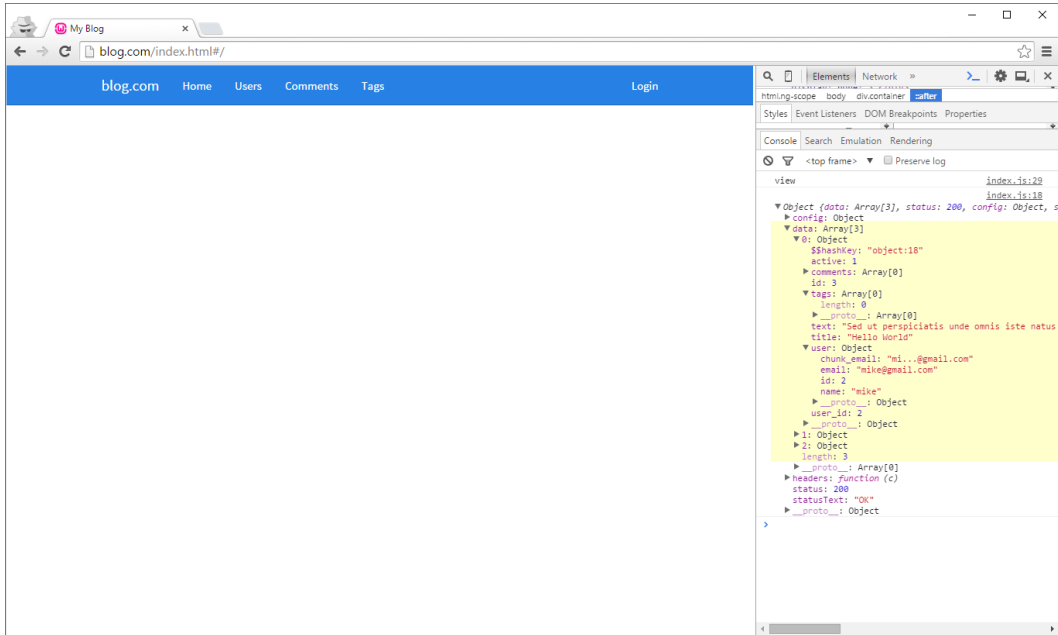 My Blog
blog.com/index.html#/
blog.com Home Users Comments Tags Login
Elements Network »
html.ng-scope body div.container ::after
Styles Event Listeners DOM Breakpoints Properties
Console Search Emulation Rendering
<top frame> ▼ Preserve log
view index.js:29
index.js:18
▼Object {data: Array[3], status: 200, config: Object, s
▶config: Object
▼data: Array[3]
▼0: Object
$$hashKey: "object:18"
active: 1
▶comments: Array[0]
id: 3
▼tags: Array[0]
length: 0
▶__proto__: Array[0]
text: "Sed ut perspiciatis unde omnis iste natus
title: "Hello World"
▼user: Object
chunk_email: "mi...@gmail.com"
email: "mike@gmail.com"
id: 2
name: "mike"
▶__proto__: Object
user_id: 2
▶__proto__: Object
▶1: Object
▶2: Object
length: 3
▶__proto__: Array[0]
▶headers: function (c)
status: 200
statusText: "OK"
▶__proto__: Object